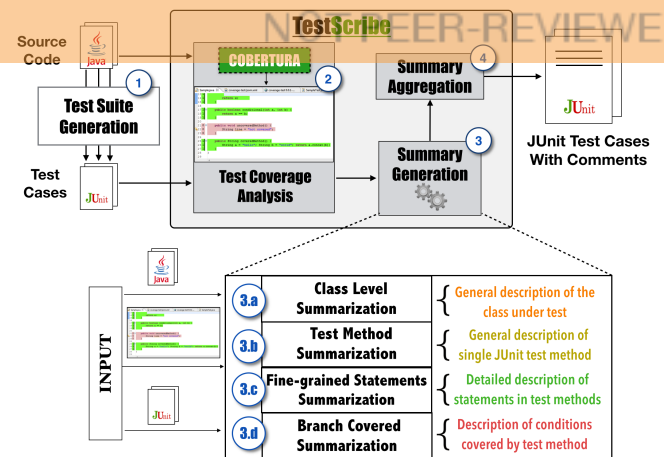 NOT PEER-REVIEWE
TestScribe
Source
Code
Java
COBERTURA
Summary
Aggregation
4
1
2
Test Suite
Generation
JUnit
JUnit Test Cases
With Comments
3
Summary
Generation
Test
Cases
JUnit
Test Coverage
Analysis
Java
INPUT
JUnit
3.a
Class Level
Summarization
General description of the
class under test
3.b
Test Method
Summarization
General description of
single JUnit test method
3.c
Fine-grained Statements
Summarization
Detailed description of
statements in test methods
3.d
Branch Covered
Summarization
Description of conditions
covered by test method